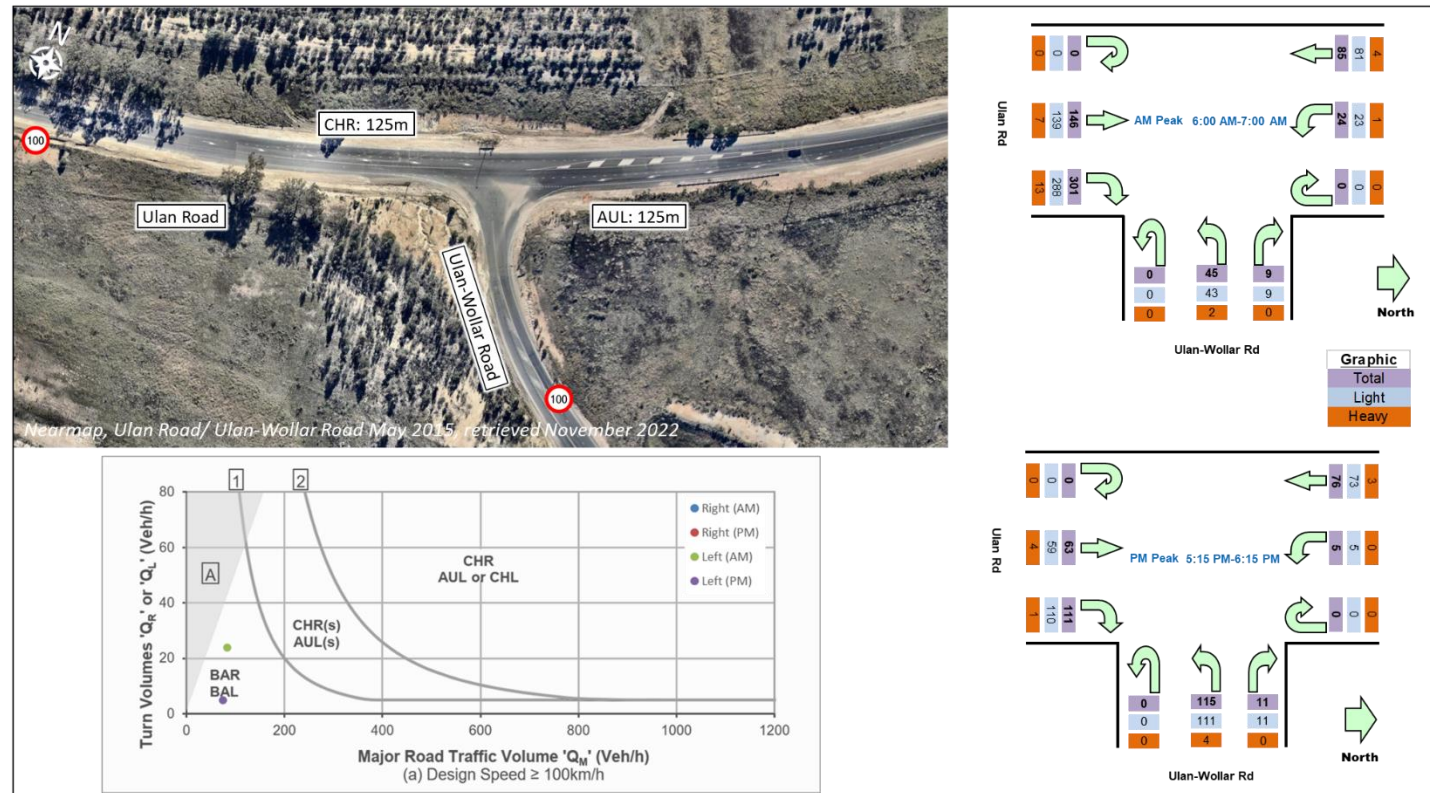 N
100
CHR: 125m
Ulan Road
AUL: 125m
Ulan-Wollar Road
100
Nearmap, Ulan Road/ Ulan-Wollar Road May 2015, retrieved November 2022
Turn Volumes 'QR' or 'QL' (Veh/h)
80
60
40
20
0
1
2
A
BAR
BAL
CHR(s)
AUL(s)
CHR
AUL or CHL
Right (AM)
Right (PM)
Left (AM)
Left (PM)
0 200 400 600 800 1000 1200
Major Road Traffic Volume 'QM' (Veh/h)
(a) Design Speed ≥ 100km/h
Ulan Rd
0 0 0
7 139 146
13 288 301
AM Peak 6:00 AM-7:00 AM
85 81 4
24 23 1
0 0 0
0 45 9
0 43 9
0 2 0
Ulan-Wollar Rd
North
Graphic
Total
Light
Heavy
Ulan Rd
0 0 0
4 59 63
1 110 111
PM Peak 5:15 PM-6:15 PM
76 73 3
5 5 0
0 0 0
0 115 11
0 111 11
0 4 0
Ulan-Wollar Rd
North